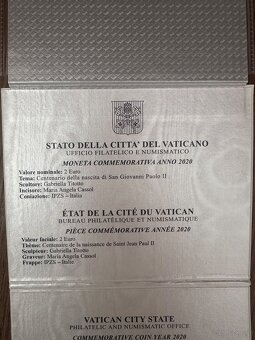 STATO DELLA CITTA' DEL VATICANO
UFFICIO FILATELICO E NUMISMATICO
MONETA COMMEMORATIVA ANNO 2020
Valore nominale: 2 Euro
Tema: Centenario della nascita di San Giovanni Paolo II
Scultore: Gabriella Titotto
Incisore: Maria Angela Cassol
Coniazione: IPZS – Italia
ÉTAT DE LA CITÉ DU VATICAN
BUREAU PHILATÉLIQUE ET NUMISMATIQUE
PIÈCE COMMÉMORATIVE ANNÉE 2020
Valeur faciale: 2 Euro
Thème: Centenaire de la naissance de Saint Jean Paul II
Sculpteur: Gabriella Titotto
Graveur: Maria Angela Cassol
Frappe: IPZS – Italie
VATICAN CITY STATE
PHILATELIC AND NUMISMATIC OFFICE
COMMEMORATIVE COIN YEAR 2020